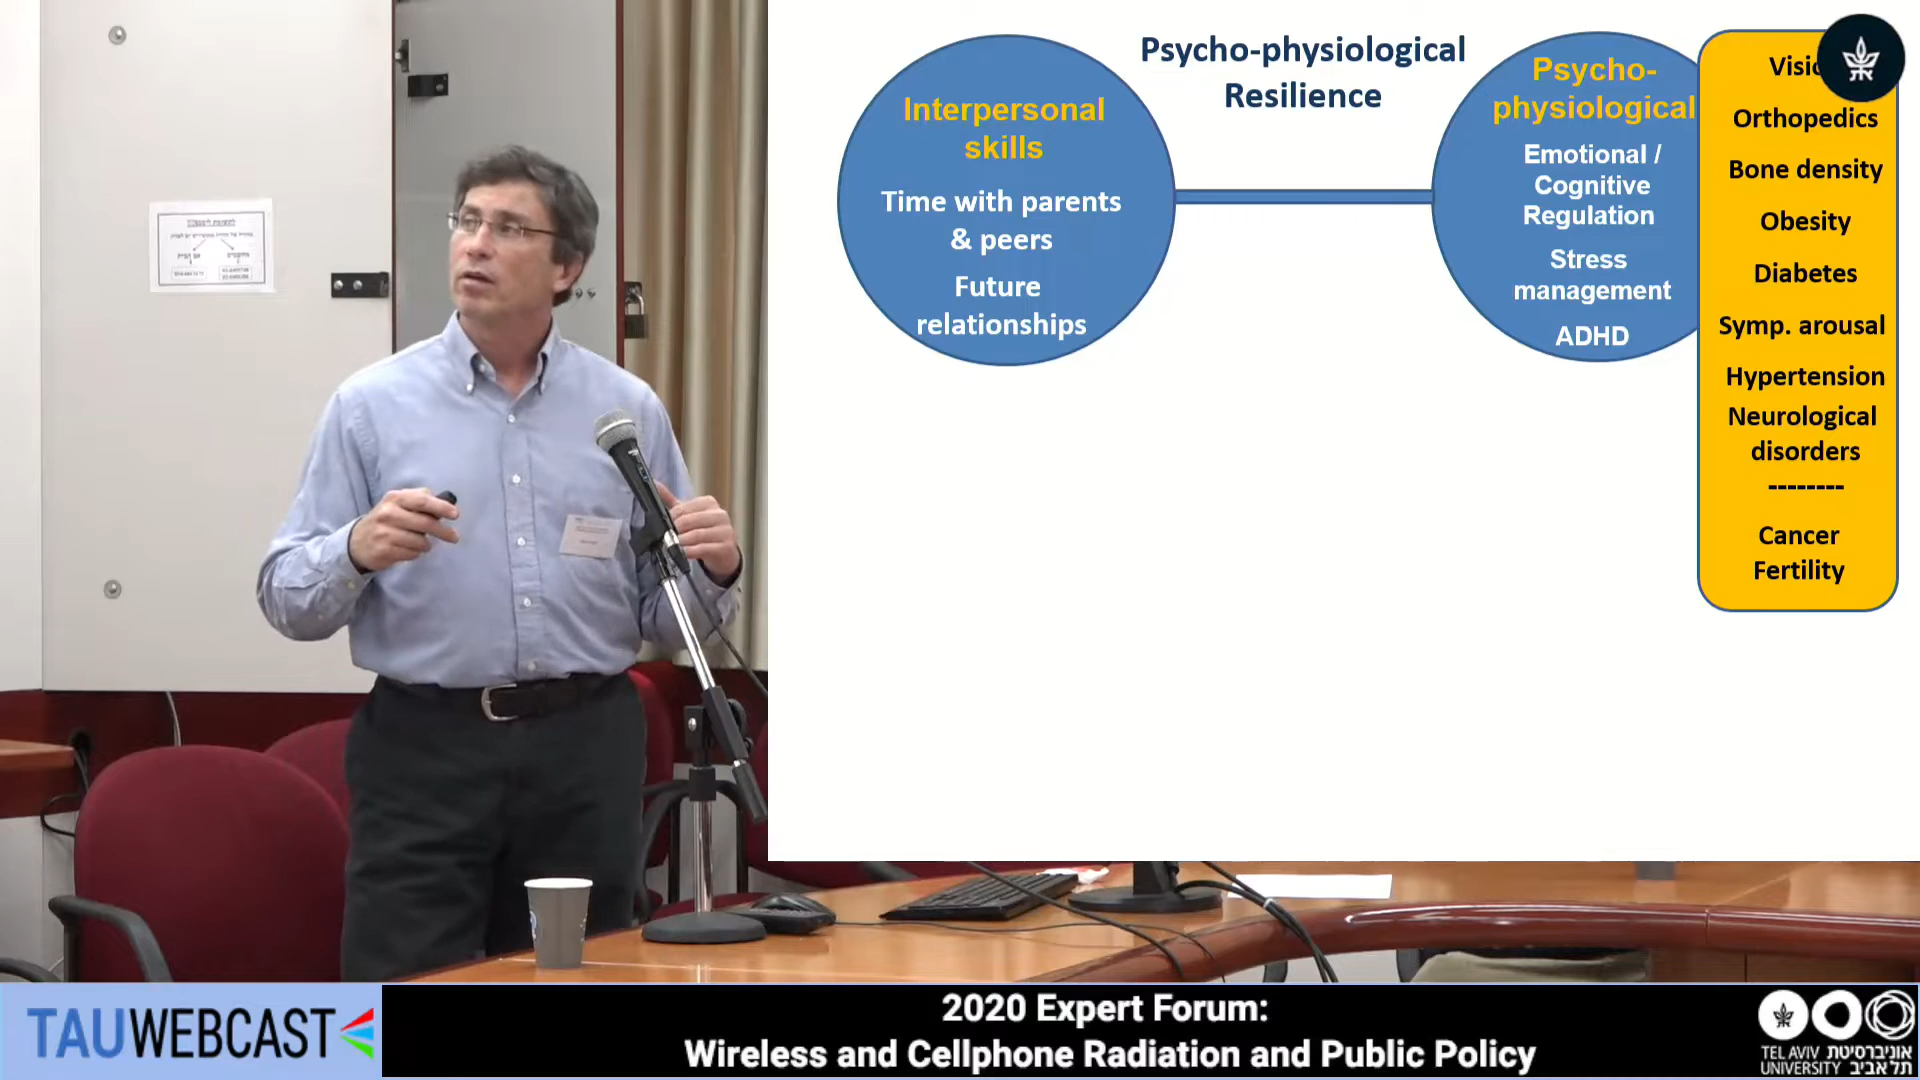 Psycho-physiological
Resilience
Interpersonal
skills
Time with parents
& peers
Future
relationships
Psycho-
physiological
Emotional /
Cognitive
Regulation
Stress
management
ADHD
Orthopedics
Bone density
Obesity
Diabetes
Symp. arousal
Hypertension
Neurological
disorders
--------
Cancer
Fertility
TAUWEBCAST
2020 Expert Forum:
Wireless and Cellphone Radiation and Public Policy
TEL AVIV אוניברסיטת
UNIVERSITY תל אביב